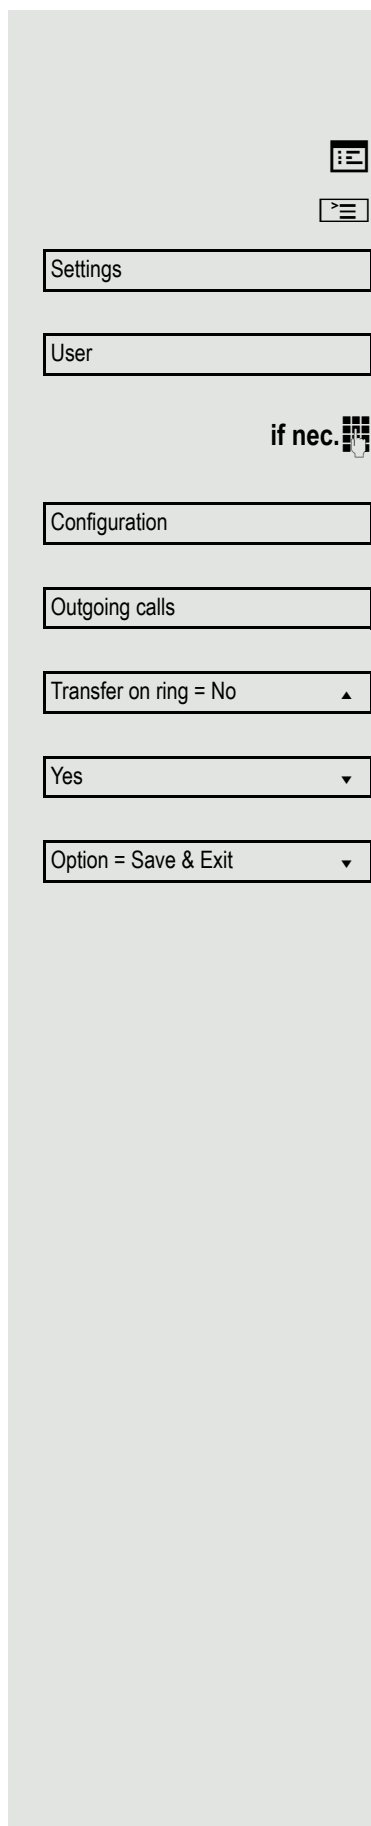 Settings
User
if nec.
Configuration
Outgoing calls
Transfer on ring = No
Yes
Option = Save & Exit